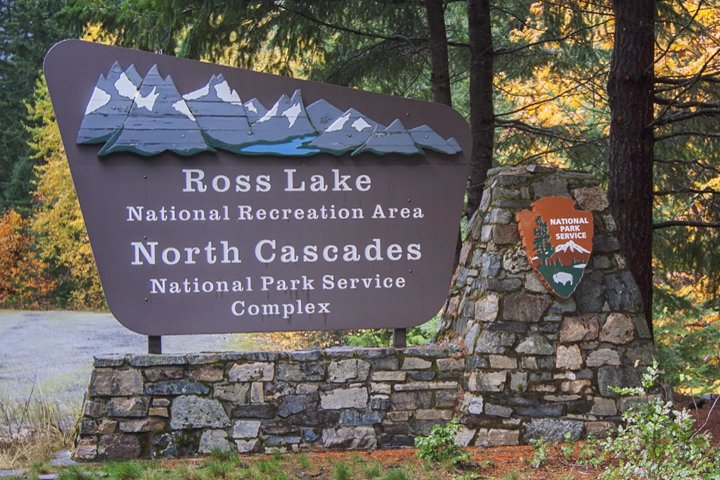 Ross Lake
National Recreation Area
North Cascades
National Park Service
Complex
NATIONAL
PARK
SERVICE